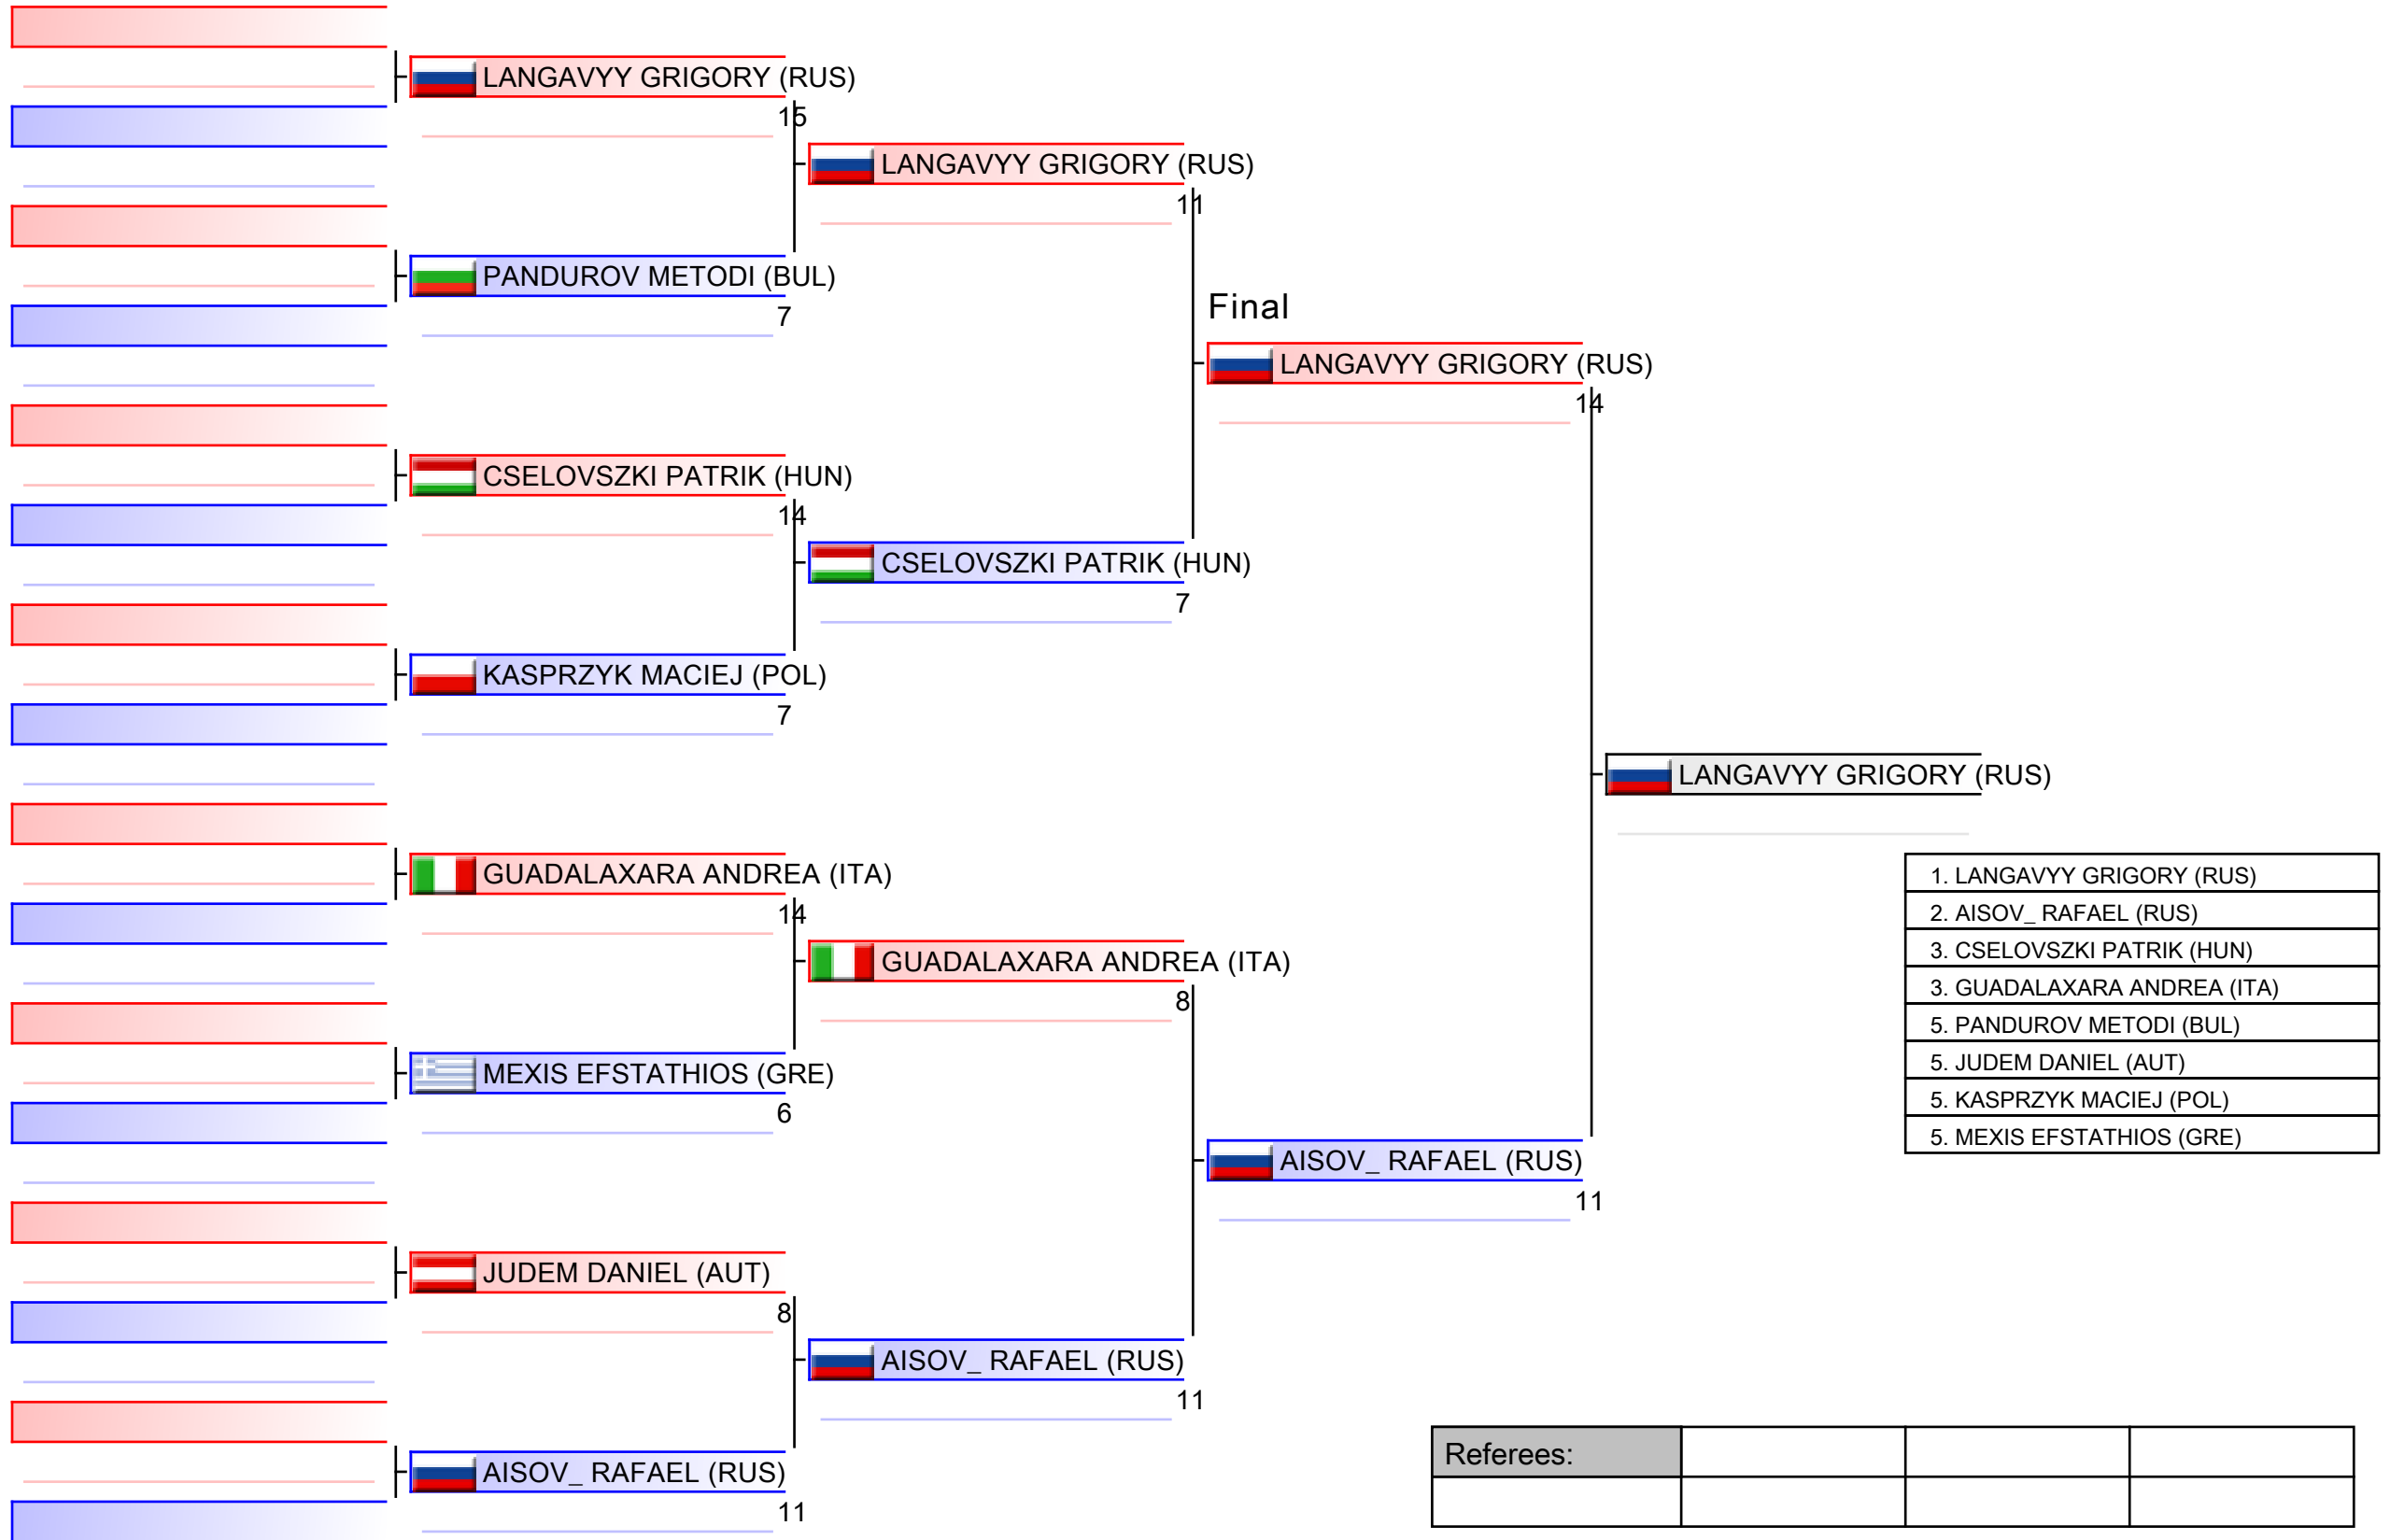 LANGAVYY GRIGORY (RUS)
15
PANDUROV METODI (BUL)
7
CSELOVSZKI PATRIK (HUN)
14
KASPRZYK MACIEJ (POL)
7
GUADALAXARA ANDREA (ITA)
14
MEXIS EFSTATHIOS (GRE)
6
JUDEM DANIEL (AUT)
8
AISOV_ RAFAEL (RUS)
11
LANGAVYY GRIGORY (RUS)
11
CSELOVSZKI PATRIK (HUN)
7
GUADALAXARA ANDREA (ITA)
8
AISOV_ RAFAEL (RUS)
11
Final
LANGAVYY GRIGORY (RUS)
14
AISOV_ RAFAEL (RUS)
11
LANGAVYY GRIGORY (RUS)
1. LANGAVYY GRIGORY (RUS)
2. AISOV_ RAFAEL (RUS)
3. CSELOVSZKI PATRIK (HUN)
3. GUADALAXARA ANDREA (ITA)
5. PANDUROV METODI (BUL)
5. JUDEM DANIEL (AUT)
5. KASPRZYK MACIEJ (POL)
5. MEXIS EFSTATHIOS (GRE)
Referees: